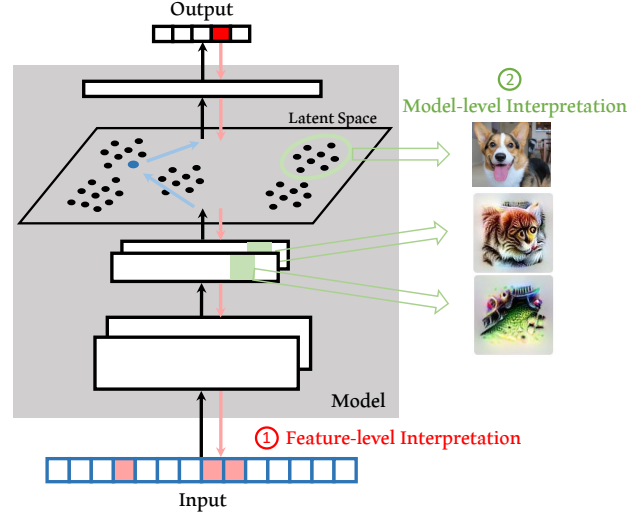 Output
②
Model-level Interpretation
Latent Space
Model
① Feature-level Interpretation
Input